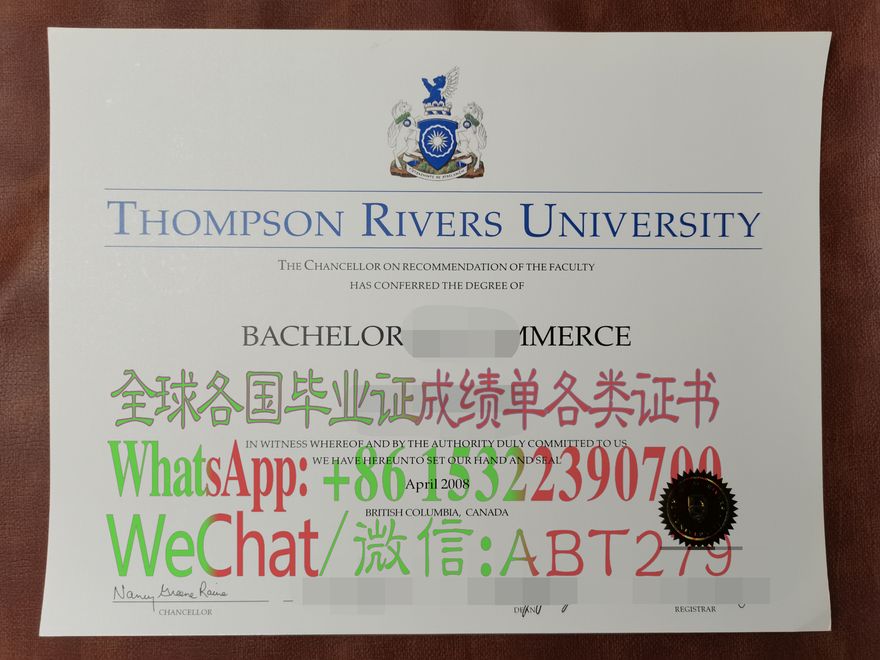 THOMPSON RIVERS UNIVERSITY
THE CHANCELLOR ON RECOMMENDATION OF THE FACULTY
HAS CONFERRED THE DEGREE OF
BACHELOR MMERCE
全球各国毕业证成绩单各类证书
IN WITNESS WHEREOF AND BY THE AUTHORITY DULY COMMITTED TO US
WE HAVE HEREUNTO SET OUR HAND AND SEAL
WhatsApp: +86 15322390700
April 2008
BRITISH COLUMBIA, CANADA
WeChat/微信:ABT279
Nancy Greene Raine
CHANCELLOR DEAN REGISTRAR